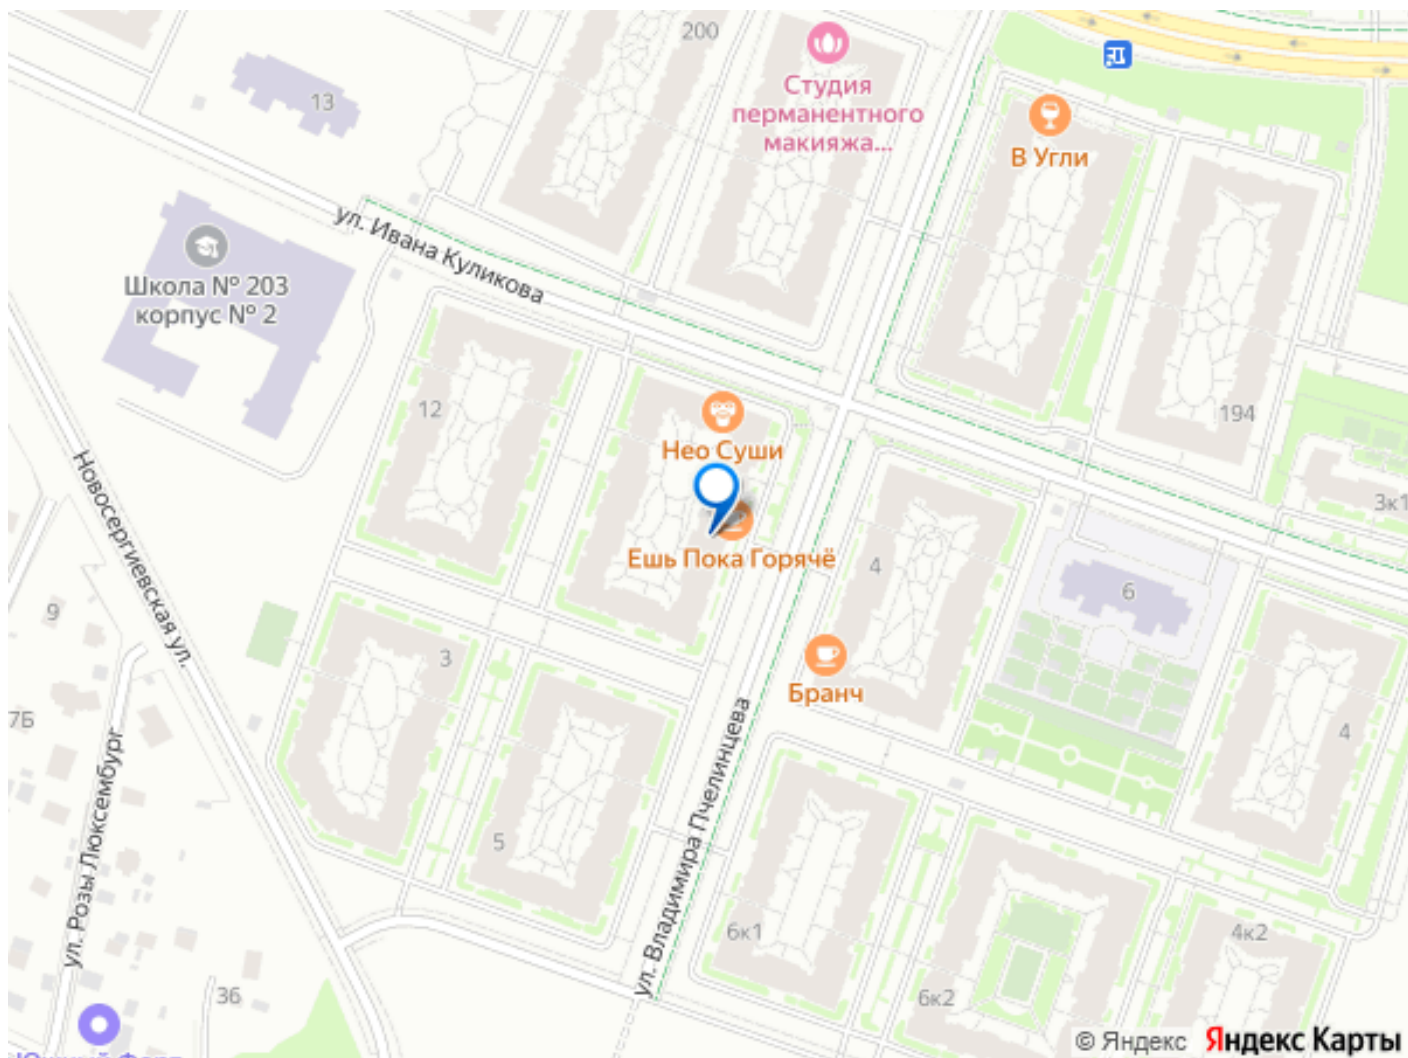 200
Студия
перманентного
макияжа...
13
В Угли
ул. Ивана Куликова
Школа № 203
корпус № 2
12
194
Нео Суши
3к1
Новосергиевская ул.
Ешь Пока Горячё
4
6
9
3
Бранч
7Б
4
ул. Владимира Пчелинцева
ул. Розы Люксембург
5
6к1
4к2
36
6к2
© Яндекс Яндекс Карты